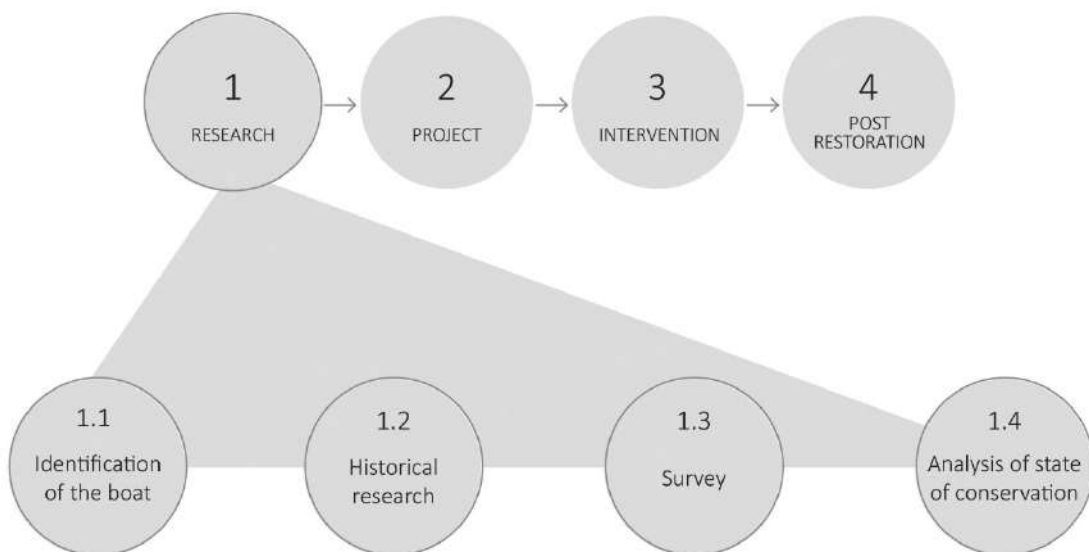 1
RESEARCH
2
PROJECT
3
INTERVENTION
4
POST
RESTORATION
1.1
Identification
of the boat
1.2
Historical
research
1.3
Survey
1.4
Analysis of state
of conservation